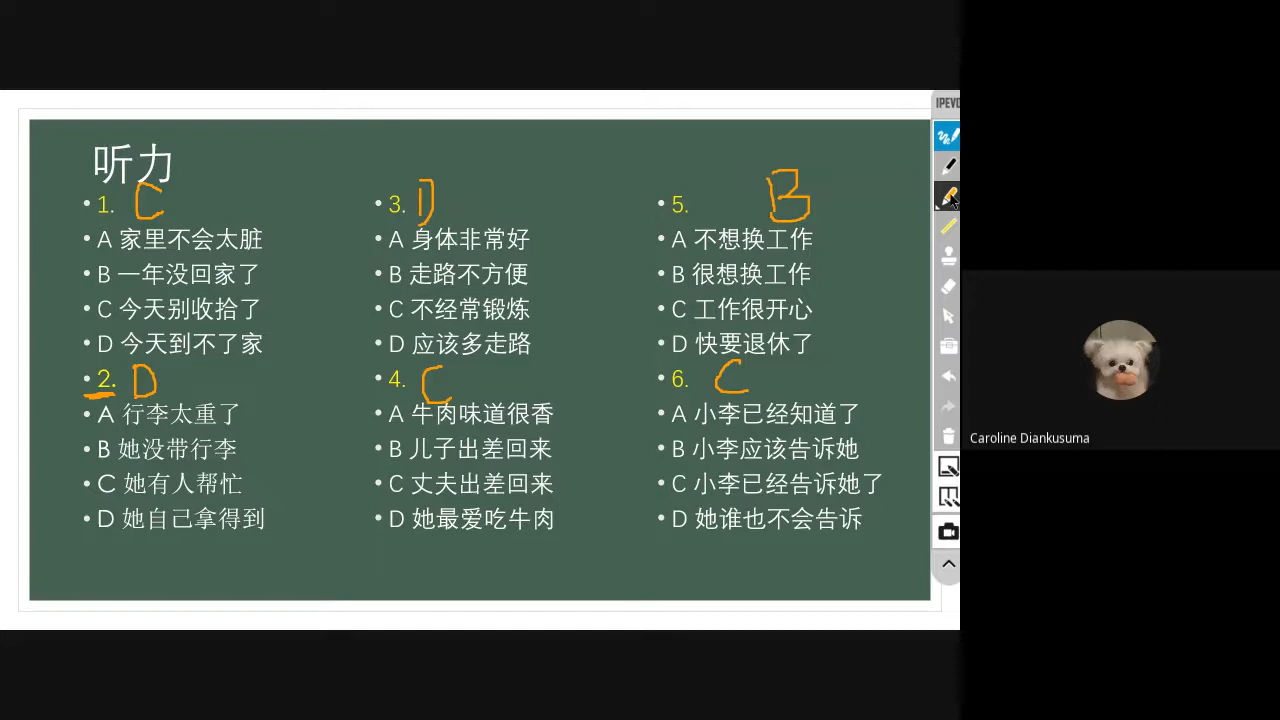 听力
1. C
A 家里不会太脏
B 一年没回家了
C 今天别收拾了
D 今天到不了家
2. D
A 行李太重了
B 她没带行李
C 她有人帮忙
D 她自己拿得到
3. D
A 身体非常好
B 走路不方便
C 不经常锻炼
D 应该多走路
4. C
A 牛肉味道很香
B 儿子出差回来
C 丈夫出差回来
D 她最爱吃牛肉
5. B
A 不想换工作
B 很想换工作
C 工作很开心
D 快要退休了
6. C
A 小李已经知道了
B 小李应该告诉她
C 小李已经告诉她了
D 她谁也不会告诉
IPEVO
Caroline Diankusuma